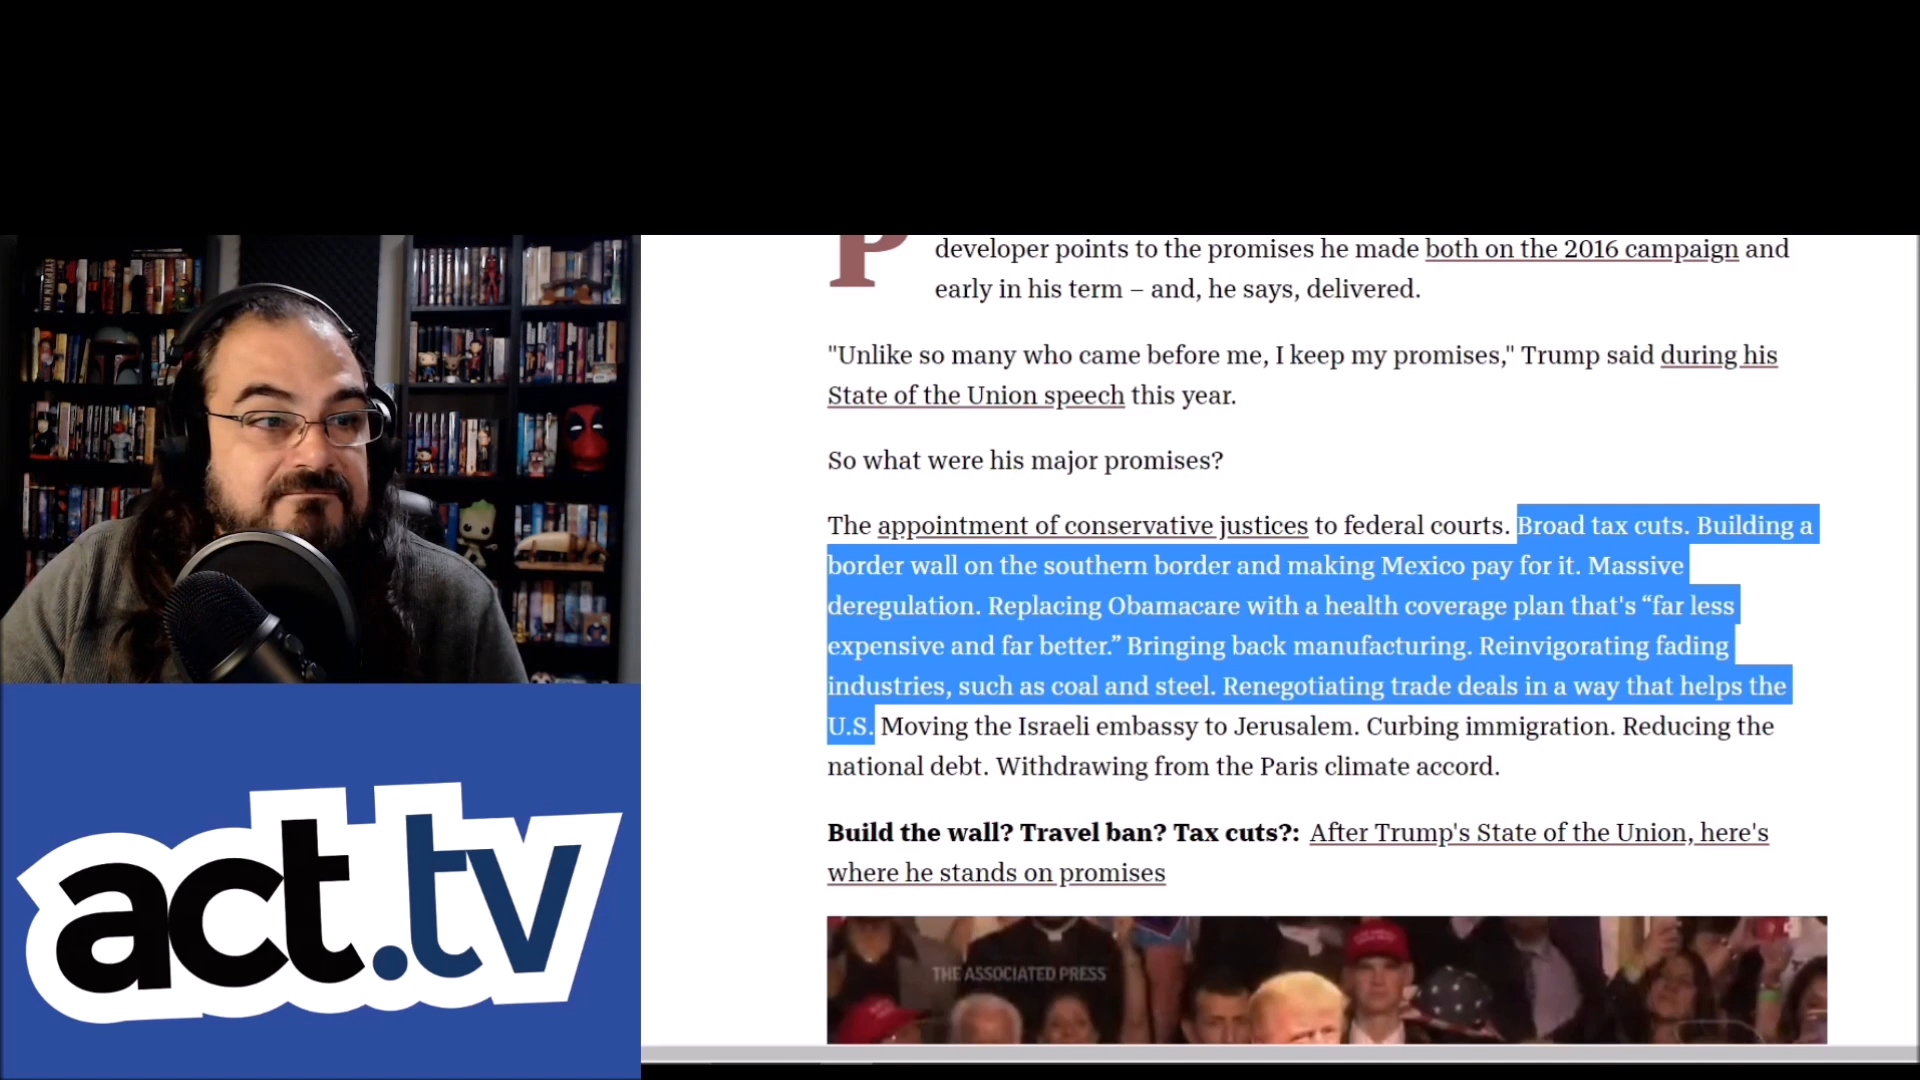 P
developer points to the promises he made both on the 2016 campaign and
early in his term – and, he says, delivered.
"Unlike so many who came before me, I keep my promises," Trump said during his
State of the Union speech this year.
So what were his major promises?
The appointment of conservative justices to federal courts. Broad tax cuts. Building a
border wall on the southern border and making Mexico pay for it. Massive
deregulation. Replacing Obamacare with a health coverage plan that's “far less
expensive and far better.” Bringing back manufacturing. Reinvigorating fading
industries, such as coal and steel. Renegotiating trade deals in a way that helps the
U.S. Moving the Israeli embassy to Jerusalem. Curbing immigration. Reducing the
national debt. Withdrawing from the Paris climate accord.
Build the wall? Travel ban? Tax cuts?: After Trump's State of the Union, here's
where he stands on promises
THE ASSOCIATED PRESS
act.tv
STEPHEN KING